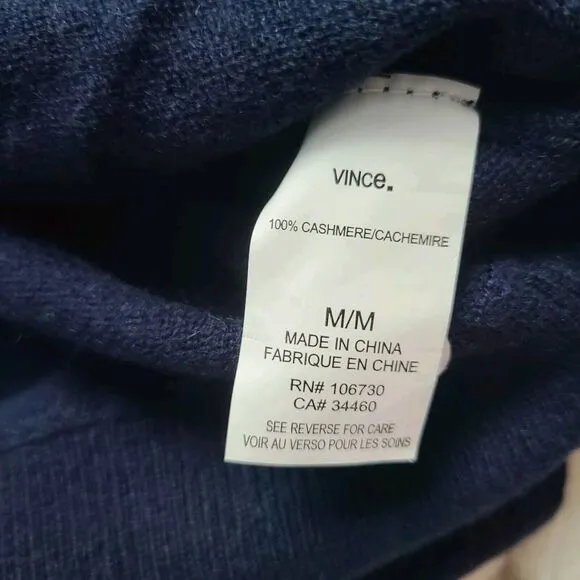 VINCe.
100% CASHMERE/CACHEMIRE
M/M
MADE IN CHINA
FABRIQUE EN CHINE
RN# 106730
CA# 34460
SEE REVERSE FOR CARE
VOIR AU VERSO POUR LES SOINS